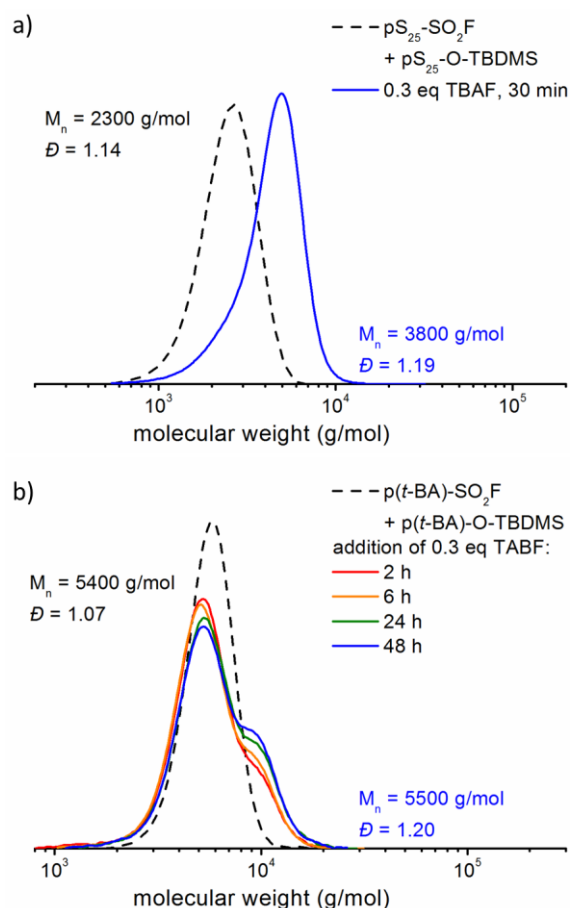 a)
pS₂₅-SO₂F
+ pS₂₅-O-TBDMS
0.3 eq TBAF, 30 min
Mₙ = 2300 g/mol
Đ = 1.14
Mₙ = 3800 g/mol
Đ = 1.19
10³ 10⁴ 10⁵
molecular weight (g/mol)
b)
p(t-BA)-SO₂F
+ p(t-BA)-O-TBDMS
addition of 0.3 eq TABF:
2 h
6 h
24 h
48 h
Mₙ = 5400 g/mol
Đ = 1.07
Mₙ = 5500 g/mol
Đ = 1.20
10³ 10⁴ 10⁵
molecular weight (g/mol)